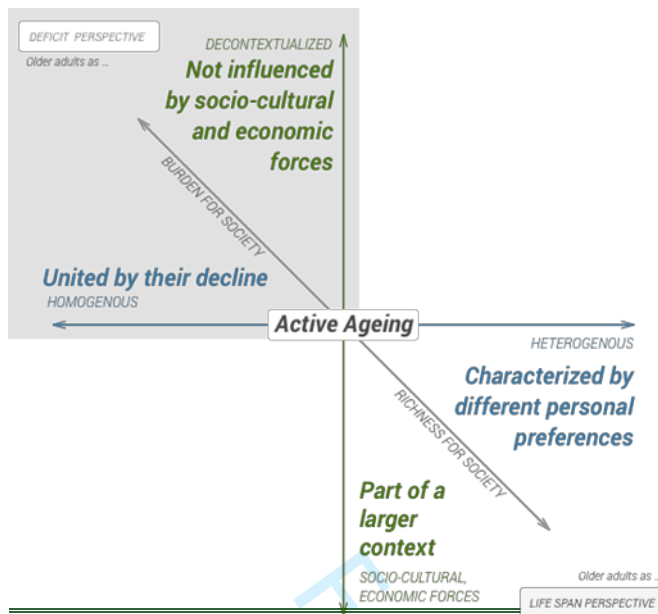 DEFICIT PERSPECTIVE
Older adults as ...
DECONTEXTUALIZED
Not influenced
by socio-cultural
and economic
forces
BURDEN FOR SOCIETY
United by their decline
HOMOGENOUS
Active Ageing
HETEROGENOUS
Characterized by
different personal
preferences
RICHNESS FOR SOCIETY
Part of a
larger
context
SOCIO-CULTURAL,
ECONOMIC FORCES
Older adults as ..
LIFE SPAN PERSPECTIVE